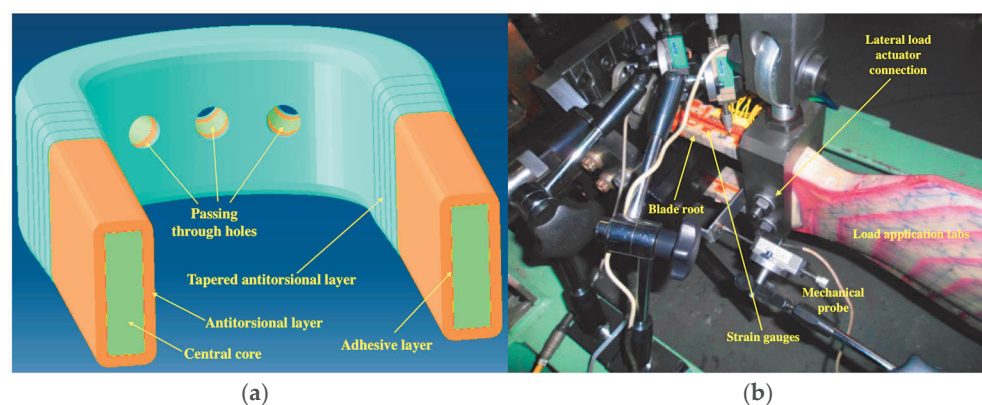 Passing
through holes
Tapered antitorsional layer
Antitorsional layer
Central core
Adhesive layer
Lateral load
actuator
connection
Blade root
Load application tabs
Mechanical
probe
Strain gauges
(a)
(b)